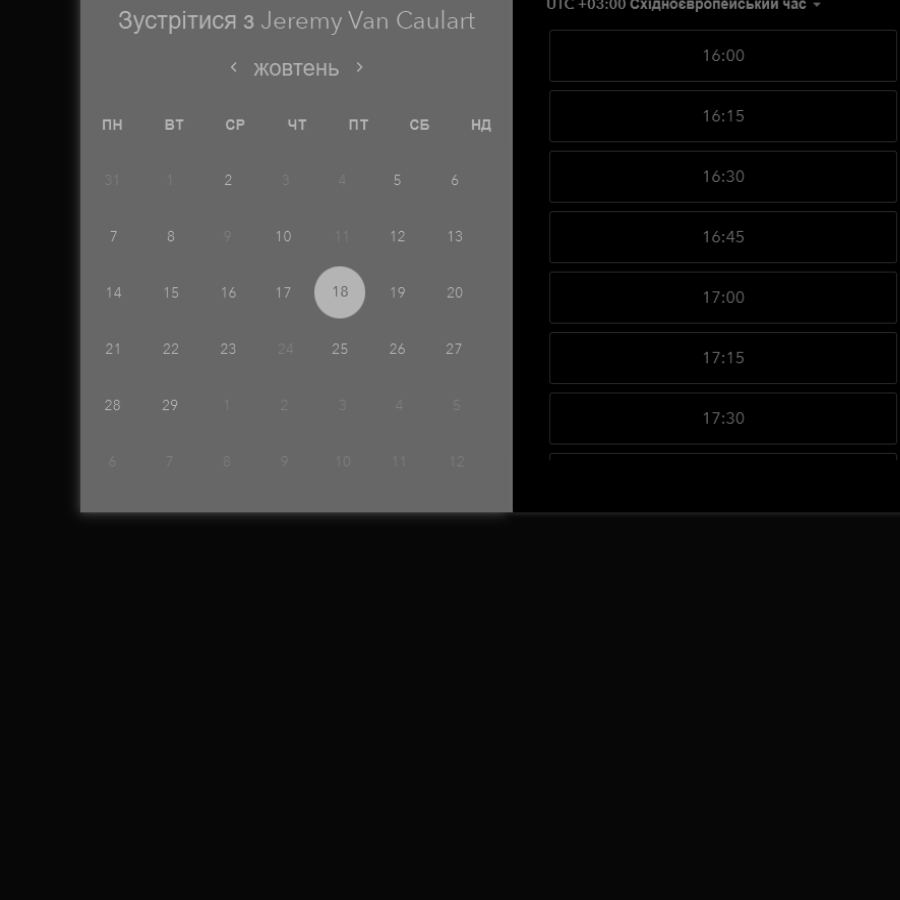 Зустрітися з Jeremy Van Caulart
жовтень
ПН ВТ СР ЧТ ПТ СБ НД
31 1 2 3 4 5 6
7 8 9 10 11 12 13
14 15 16 17 18 19 20
21 22 23 24 25 26 27
28 29 1 2 3 4 5
6 7 8 9 10 11 12
UTC +03:00 Східноєвропейський час
16:00
16:15
16:30
16:45
17:00
17:15
17:30